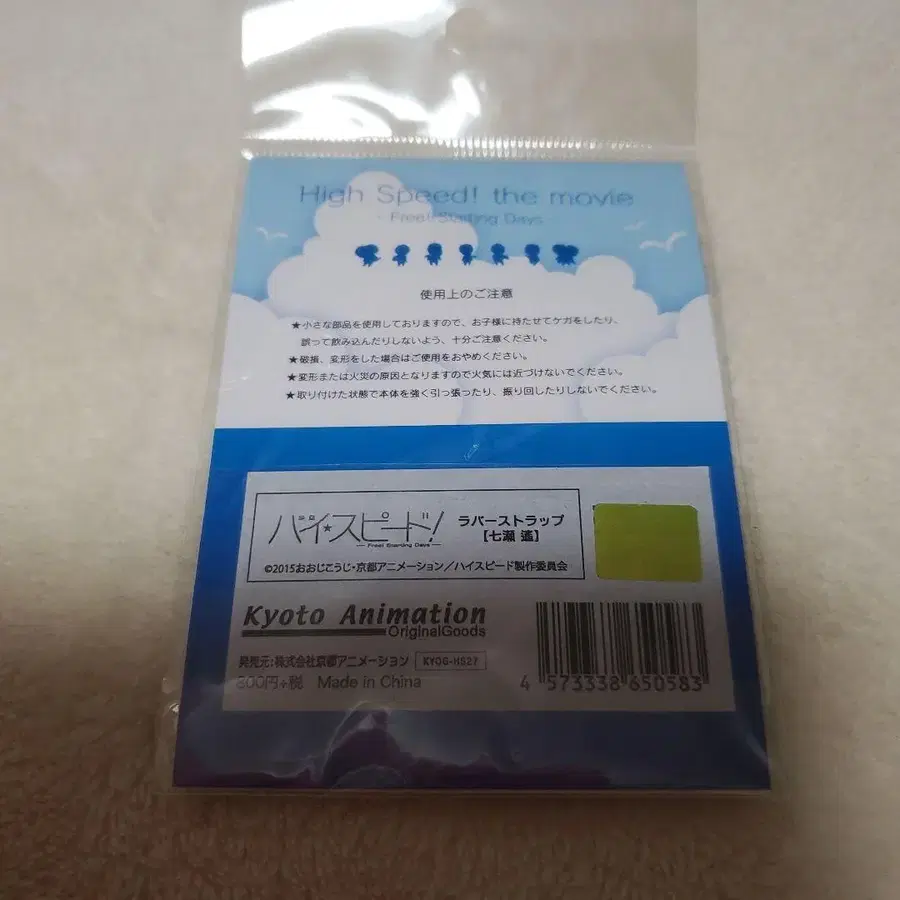 High Speed! the movie
- Free! Starting Days -
使用上のご注意
★小さな部品を使用しておりますので、お子様に持たせてケガをしたり、
誤って飲み込んだりしないよう、十分ご注意ください。
★破損、変形をした場合はご使用をおやめください。
★変形または火災の原因となりますので火気には近づけないでください。
★取り付けた状態で本体を強く引っ張ったり、振り回したりしないでください。
ハイ☆スピード!
— Free! Starting Days —
ラバーストラップ
【七瀬 遙】
©2015おおじこうじ・京都アニメーション／ハイスピード製作委員会
Kyoto Animation
OriginalGoods
発売元:株式会社京都アニメーション KYOG-HS27
800円+税 Made in China
4 573338 650583